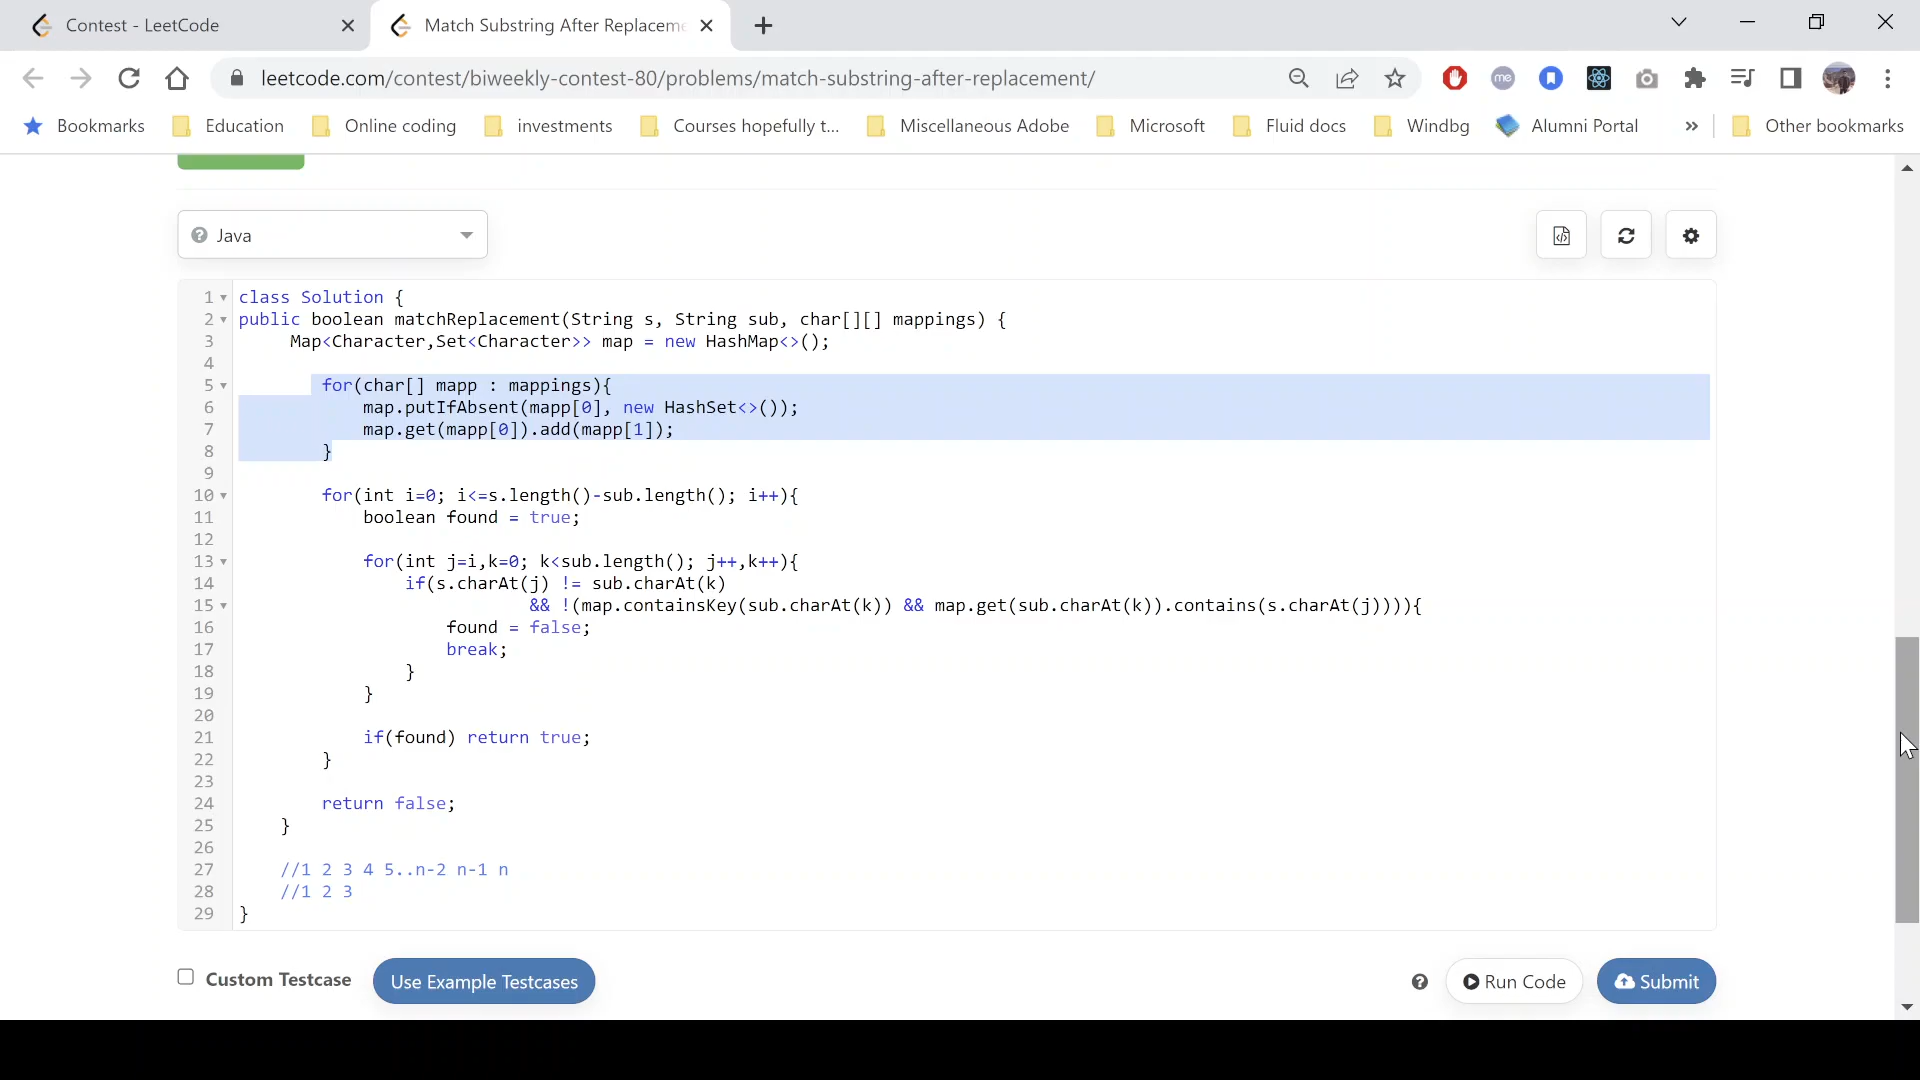 Contest - LeetCode
Match Substring After Replaceme
leetcode.com/contest/biweekly-contest-80/problems/match-substring-after-replacement/
me
Bookmarks Education Online coding investments Courses hopefully t... Miscellaneous Adobe Microsoft Fluid docs Windbg Alumni Portal » Other bookmarks
Java
1 class Solution {
2 public boolean matchReplacement(String s, String sub, char[][] mappings) {
3 Map<Character,Set<Character>> map = new HashMap<>();
4
5 for(char[] mapp : mappings){
6 map.putIfAbsent(mapp[0], new HashSet<>());
7 map.get(mapp[0]).add(mapp[1]);
8 }
9
10 for(int i=0; i<=s.length()-sub.length(); i++){
11 boolean found = true;
12
13 for(int j=i,k=0; k<sub.length(); j++,k++){
14 if(s.charAt(j) != sub.charAt(k)
15 && !(map.containsKey(sub.charAt(k)) && map.get(sub.charAt(k)).contains(s.charAt(j)))){
16 found = false;
17 break;
18 }
19 }
20
21 if(found) return true;
22 }
23
24 return false;
25 }
26
27 //1 2 3 4 5..n-2 n-1 n
28 //1 2 3
29 }
Custom Testcase Use Example Testcases Run Code Submit